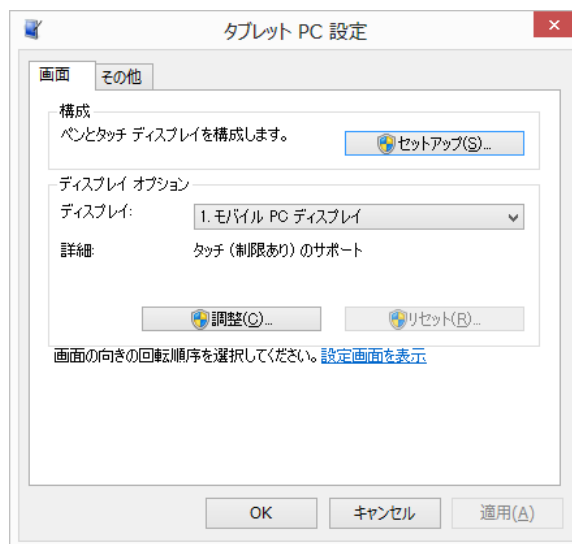 タブレット PC 設定
画面
その他
構成
ペンとタッチ ディスプレイを構成します。
セットアップ(S)...
ディスプレイ オプション
ディスプレイ:
1. モバイル PC ディスプレイ
詳細:
タッチ (制限あり) のサポート
調整(C)...
リセット(R)...
画面の向きの回転順序を選択してください。設定画面を表示
OK
キャンセル
適用(A)